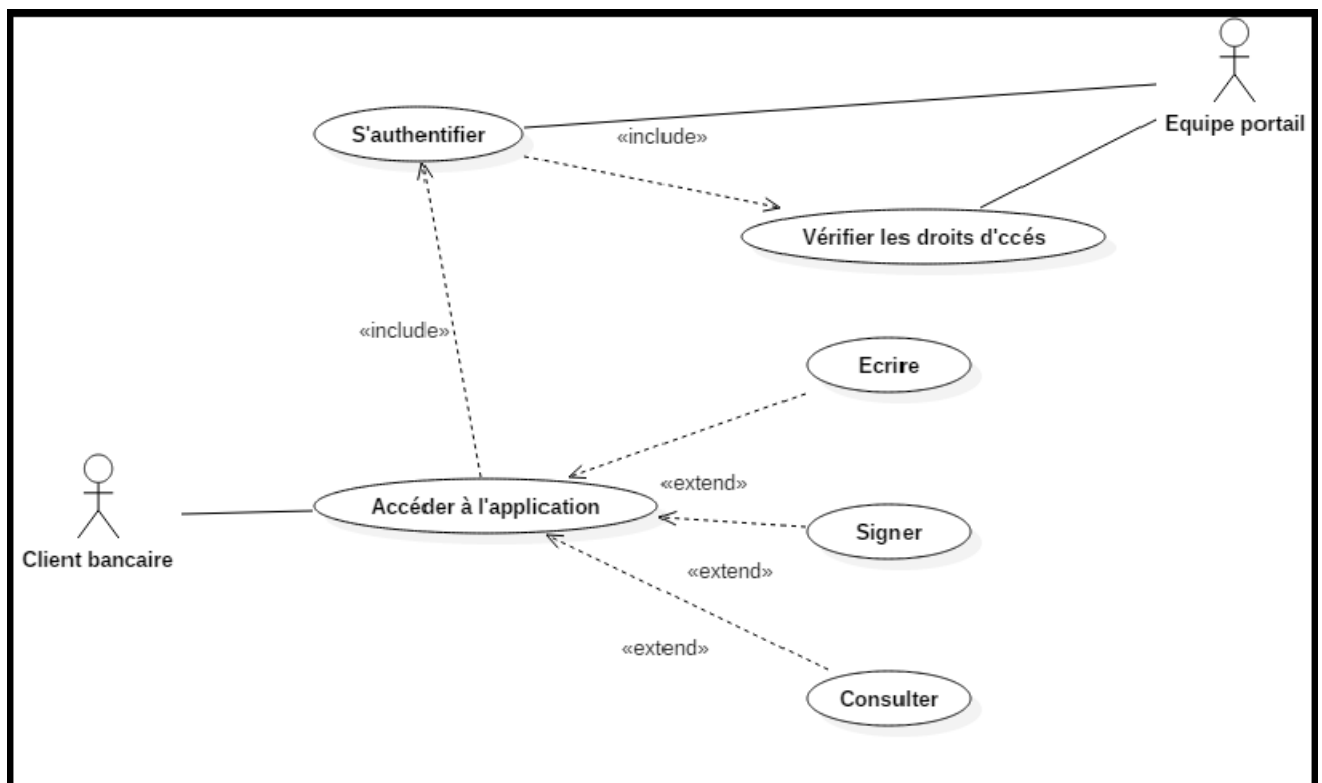 S'authentifier
«include»
Equipe portail
Vérifier les droits d'ccés
«include»
Ecrire
Accéder à l'application
«extend»
Signer
Client bancaire
«extend»
«extend»
Consulter